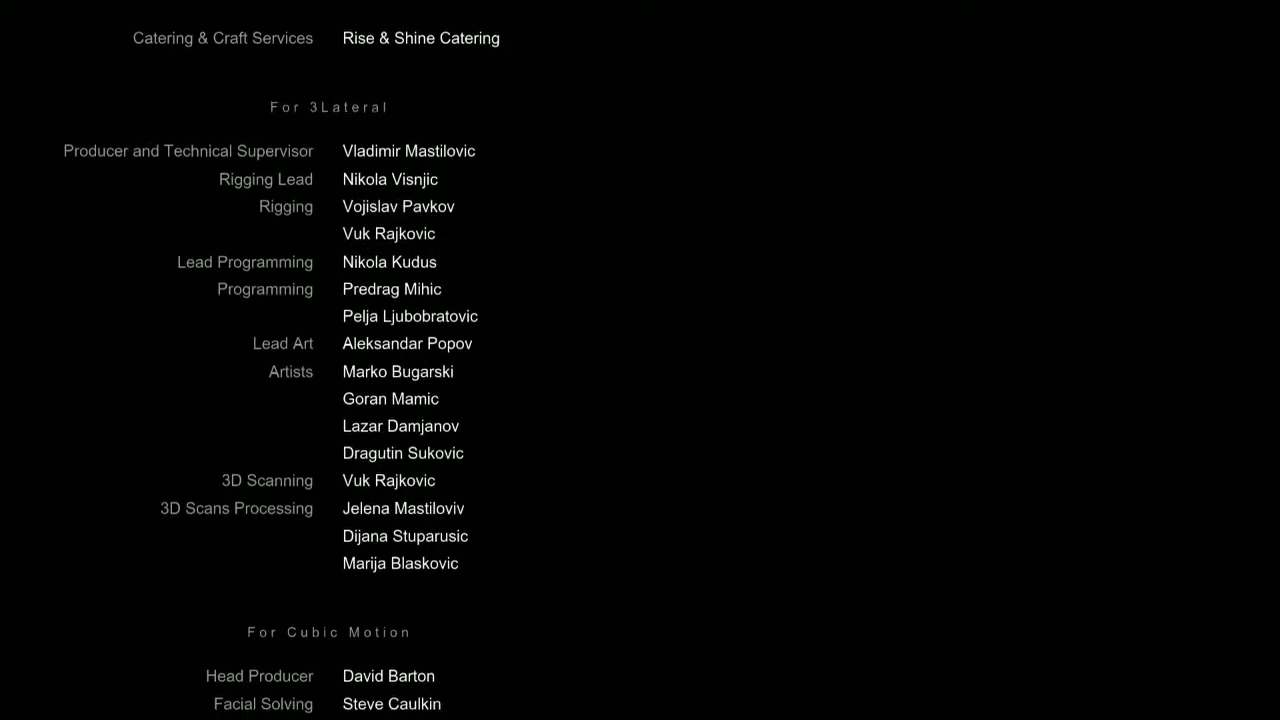 Catering & Craft Services Rise & Shine Catering
For 3Lateral
Producer and Technical Supervisor Vladimir Mastilovic
Rigging Lead Nikola Visnjic
Rigging Vojislav Pavkov
Vuk Rajkovic
Lead Programming Nikola Kudus
Programming Predrag Mihic
Pelja Ljubobratovic
Lead Art Aleksandar Popov
Artists Marko Bugarski
Goran Mamic
Lazar Damjanov
Dragutin Sukovic
3D Scanning Vuk Rajkovic
3D Scans Processing Jelena Mastiloviv
Dijana Stuparusic
Marija Blaskovic
For Cubic Motion
Head Producer David Barton
Facial Solving Steve Caulkin